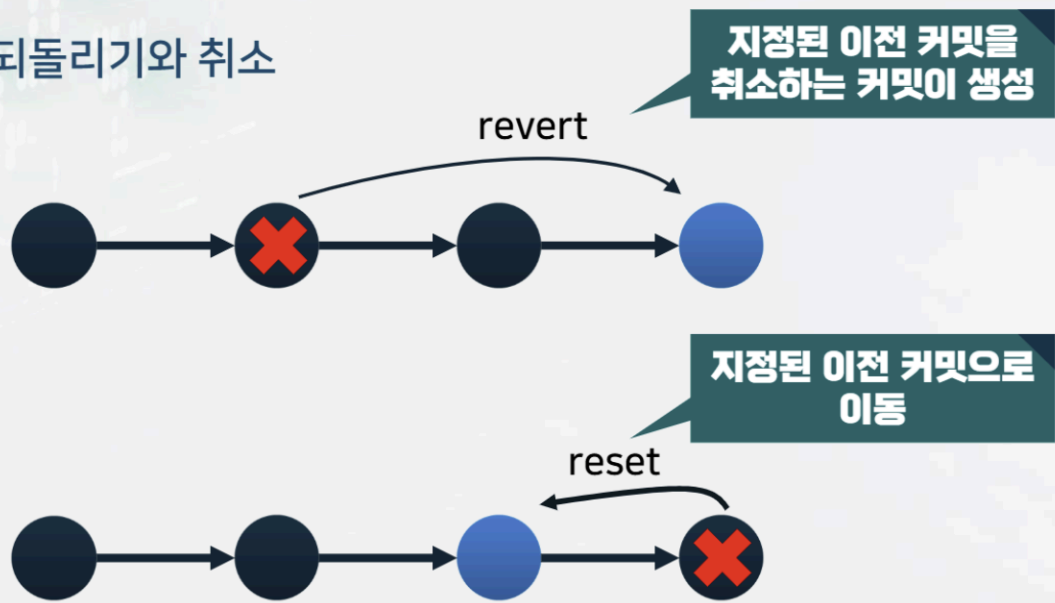 되돌리기와 취소
지정된 이전 커밋을
취소하는 커밋이 생성
revert
지정된 이전 커밋으로
이동
reset